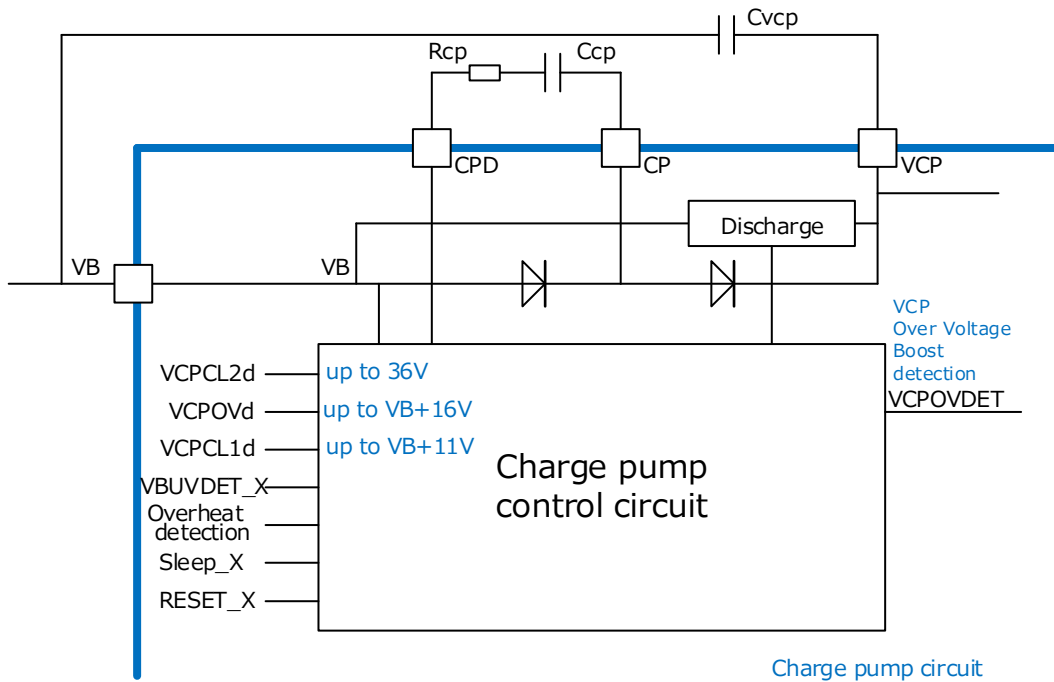 Cvcp
Rcp
Ccp
CPD
CP
VCP
Discharge
VB
VB
VCP
Over Voltage
Boost
detection
VCPOVDET
VCPCL2d
up to 36V
VCPOVd
up to VB+16V
VCPCL1d
up to VB+11V
VBUVDET_X
Overheat
detection
Sleep_X
RESET_X
Charge pump
control circuit
Charge pump circuit